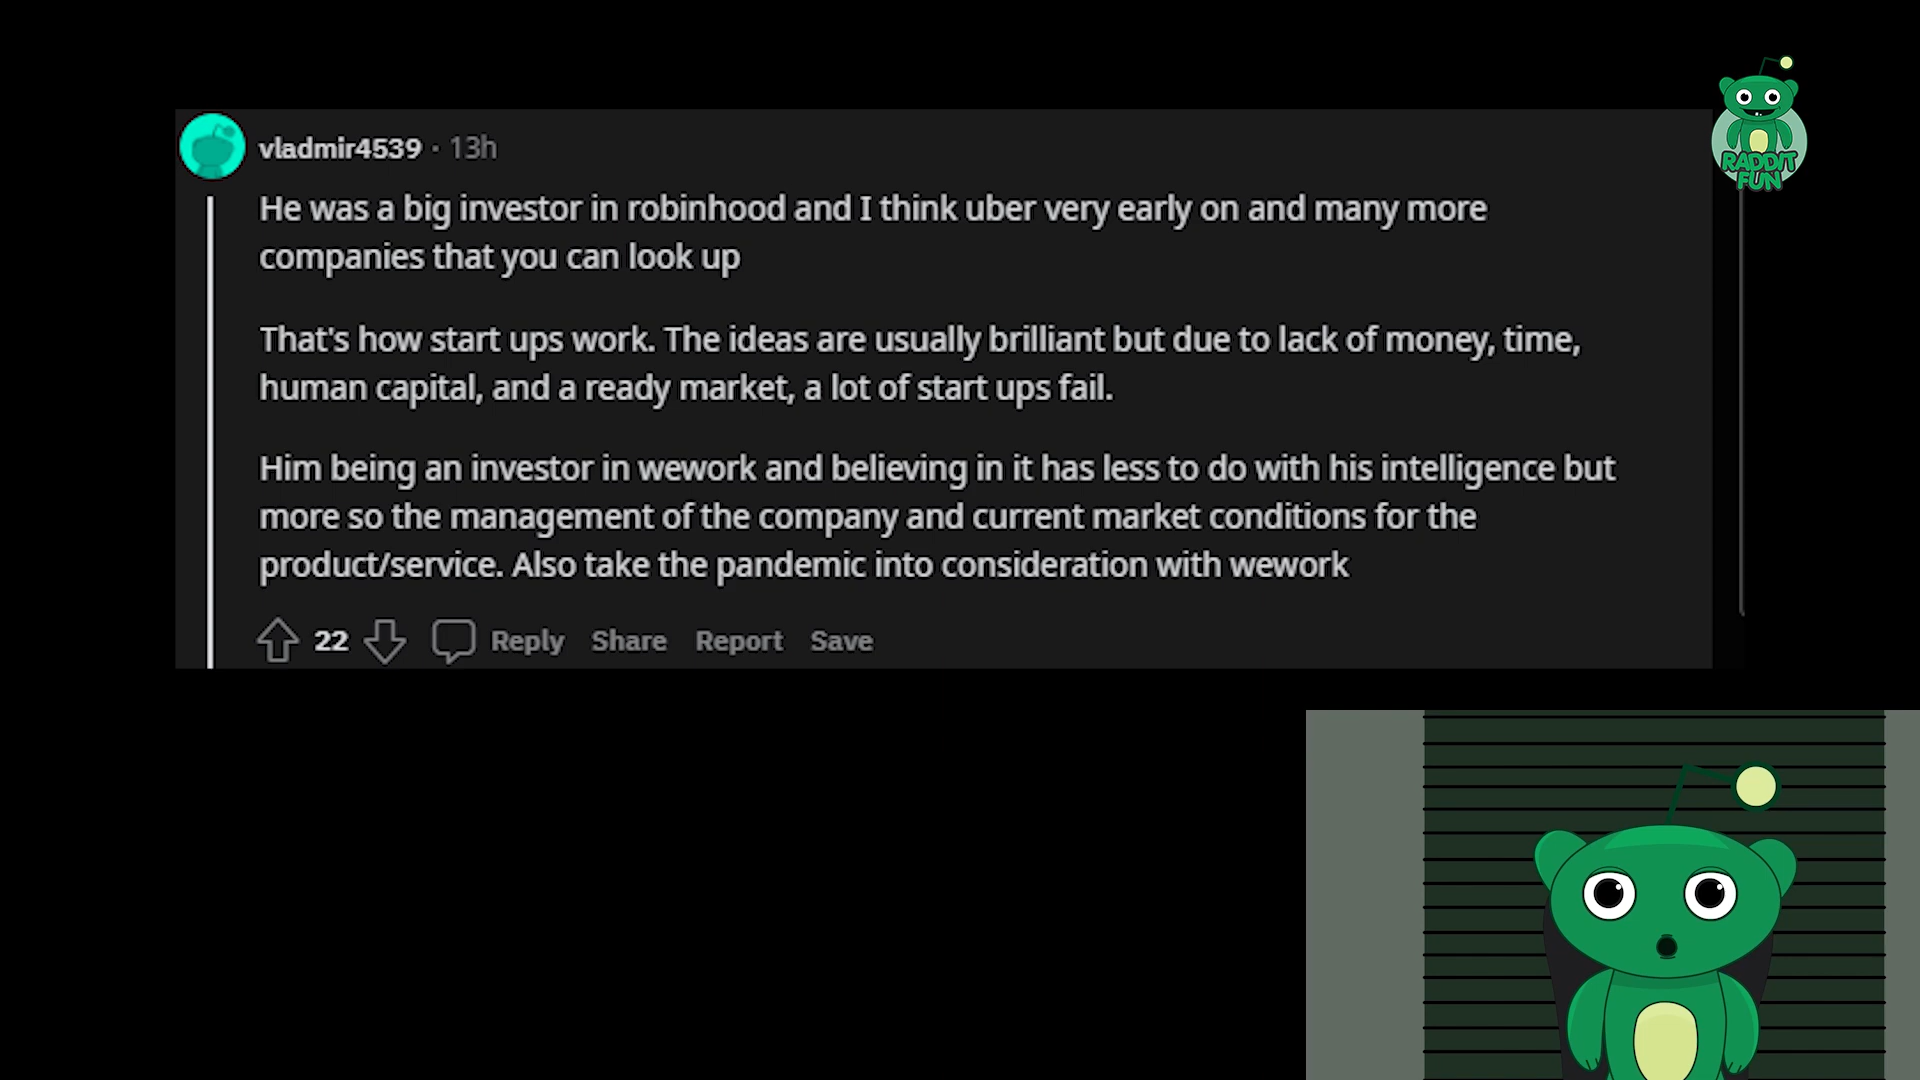 RADDIT
FUN
vladmir4539 · 13h
He was a big investor in robinhood and I think uber very early on and many more
companies that you can look up
That's how start ups work. The ideas are usually brilliant but due to lack of money, time,
human capital, and a ready market, a lot of start ups fail.
Him being an investor in wework and believing in it has less to do with his intelligence but
more so the management of the company and current market conditions for the
product/service. Also take the pandemic into consideration with wework
22 Reply Share Report Save